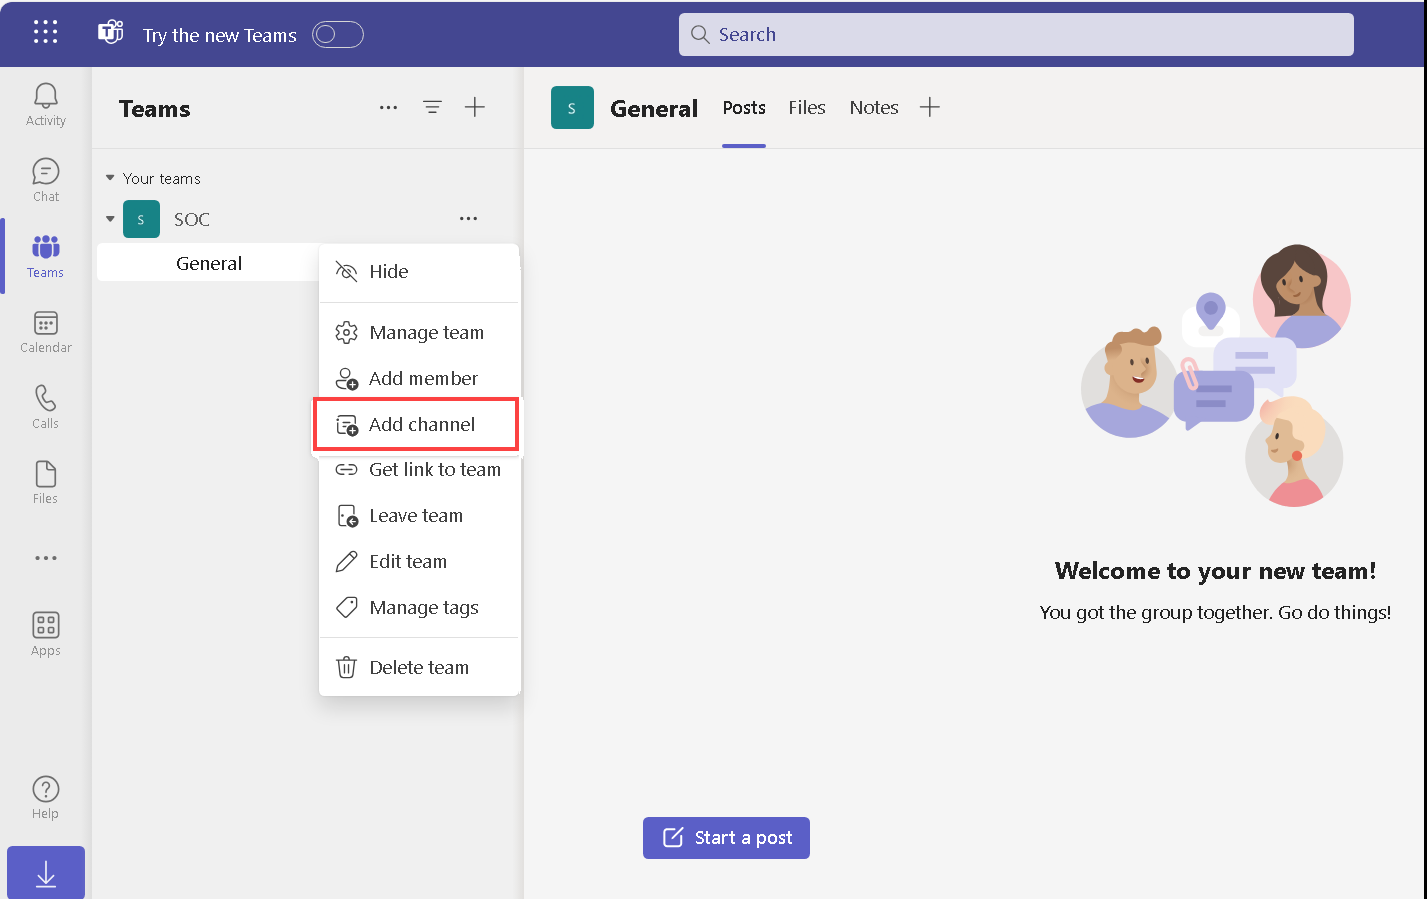 Try the new Teams
Search
Activity
Chat
Teams
Calendar
Calls
Files
Apps
Help
Teams
Your teams
S SOC
General
Hide
Manage team
Add member
Add channel
Get link to team
Leave team
Edit team
Manage tags
Delete team
S General Posts Files Notes
Welcome to your new team!
You got the group together. Go do things!
Start a post